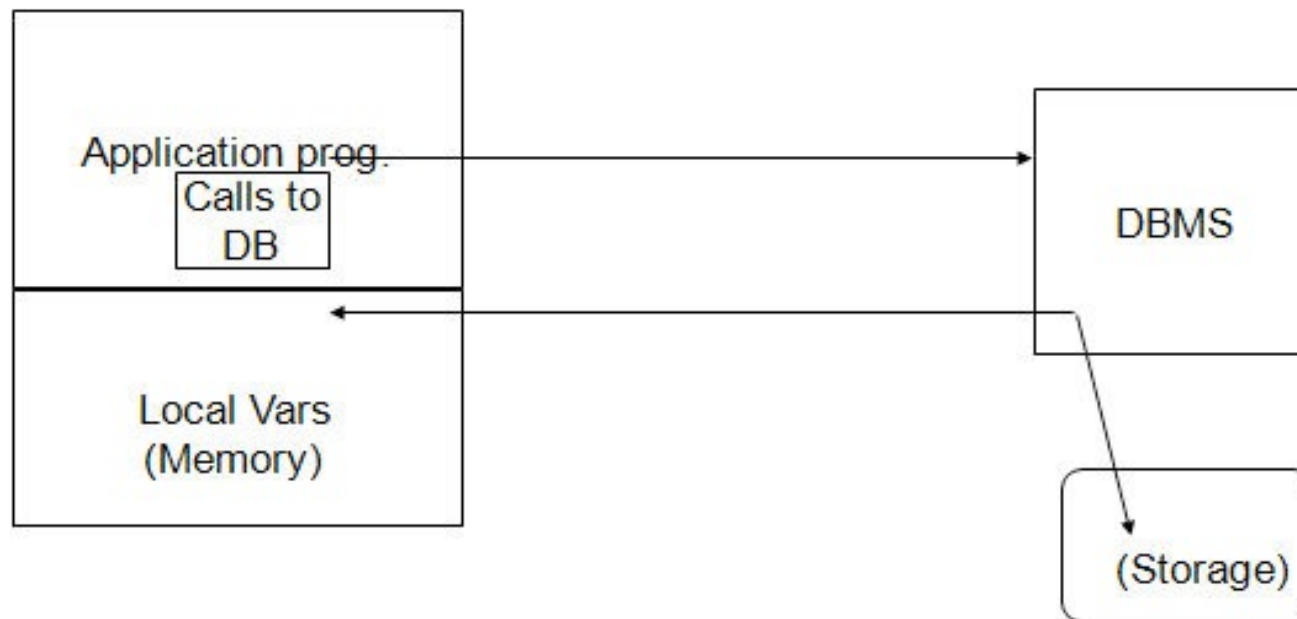 Application prog.
Calls to
DB
DBMS
Local Vars
(Memory)
(Storage)